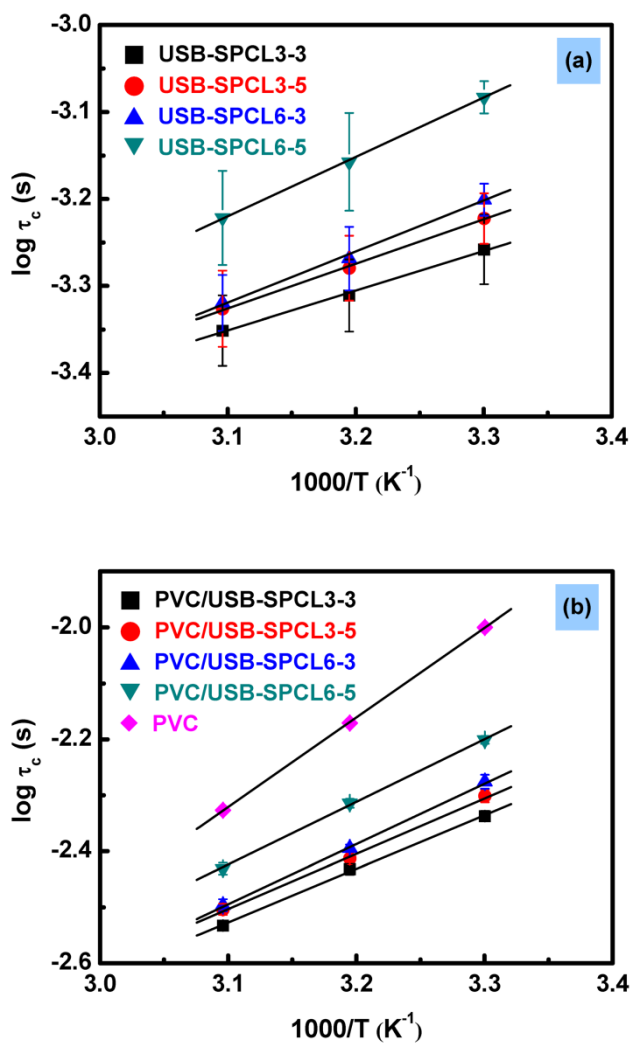 (a)
USB-SPCL3-3
USB-SPCL3-5
USB-SPCL6-3
USB-SPCL6-5
log τc (s)
-3.0
-3.1
-3.2
-3.3
-3.4
3.0 3.1 3.2 3.3 3.4
1000/T (K-1)
(b)
PVC/USB-SPCL3-3
PVC/USB-SPCL3-5
PVC/USB-SPCL6-3
PVC/USB-SPCL6-5
PVC
log τc (s)
-2.0
-2.2
-2.4
-2.6
3.0 3.1 3.2 3.3 3.4
1000/T (K-1)